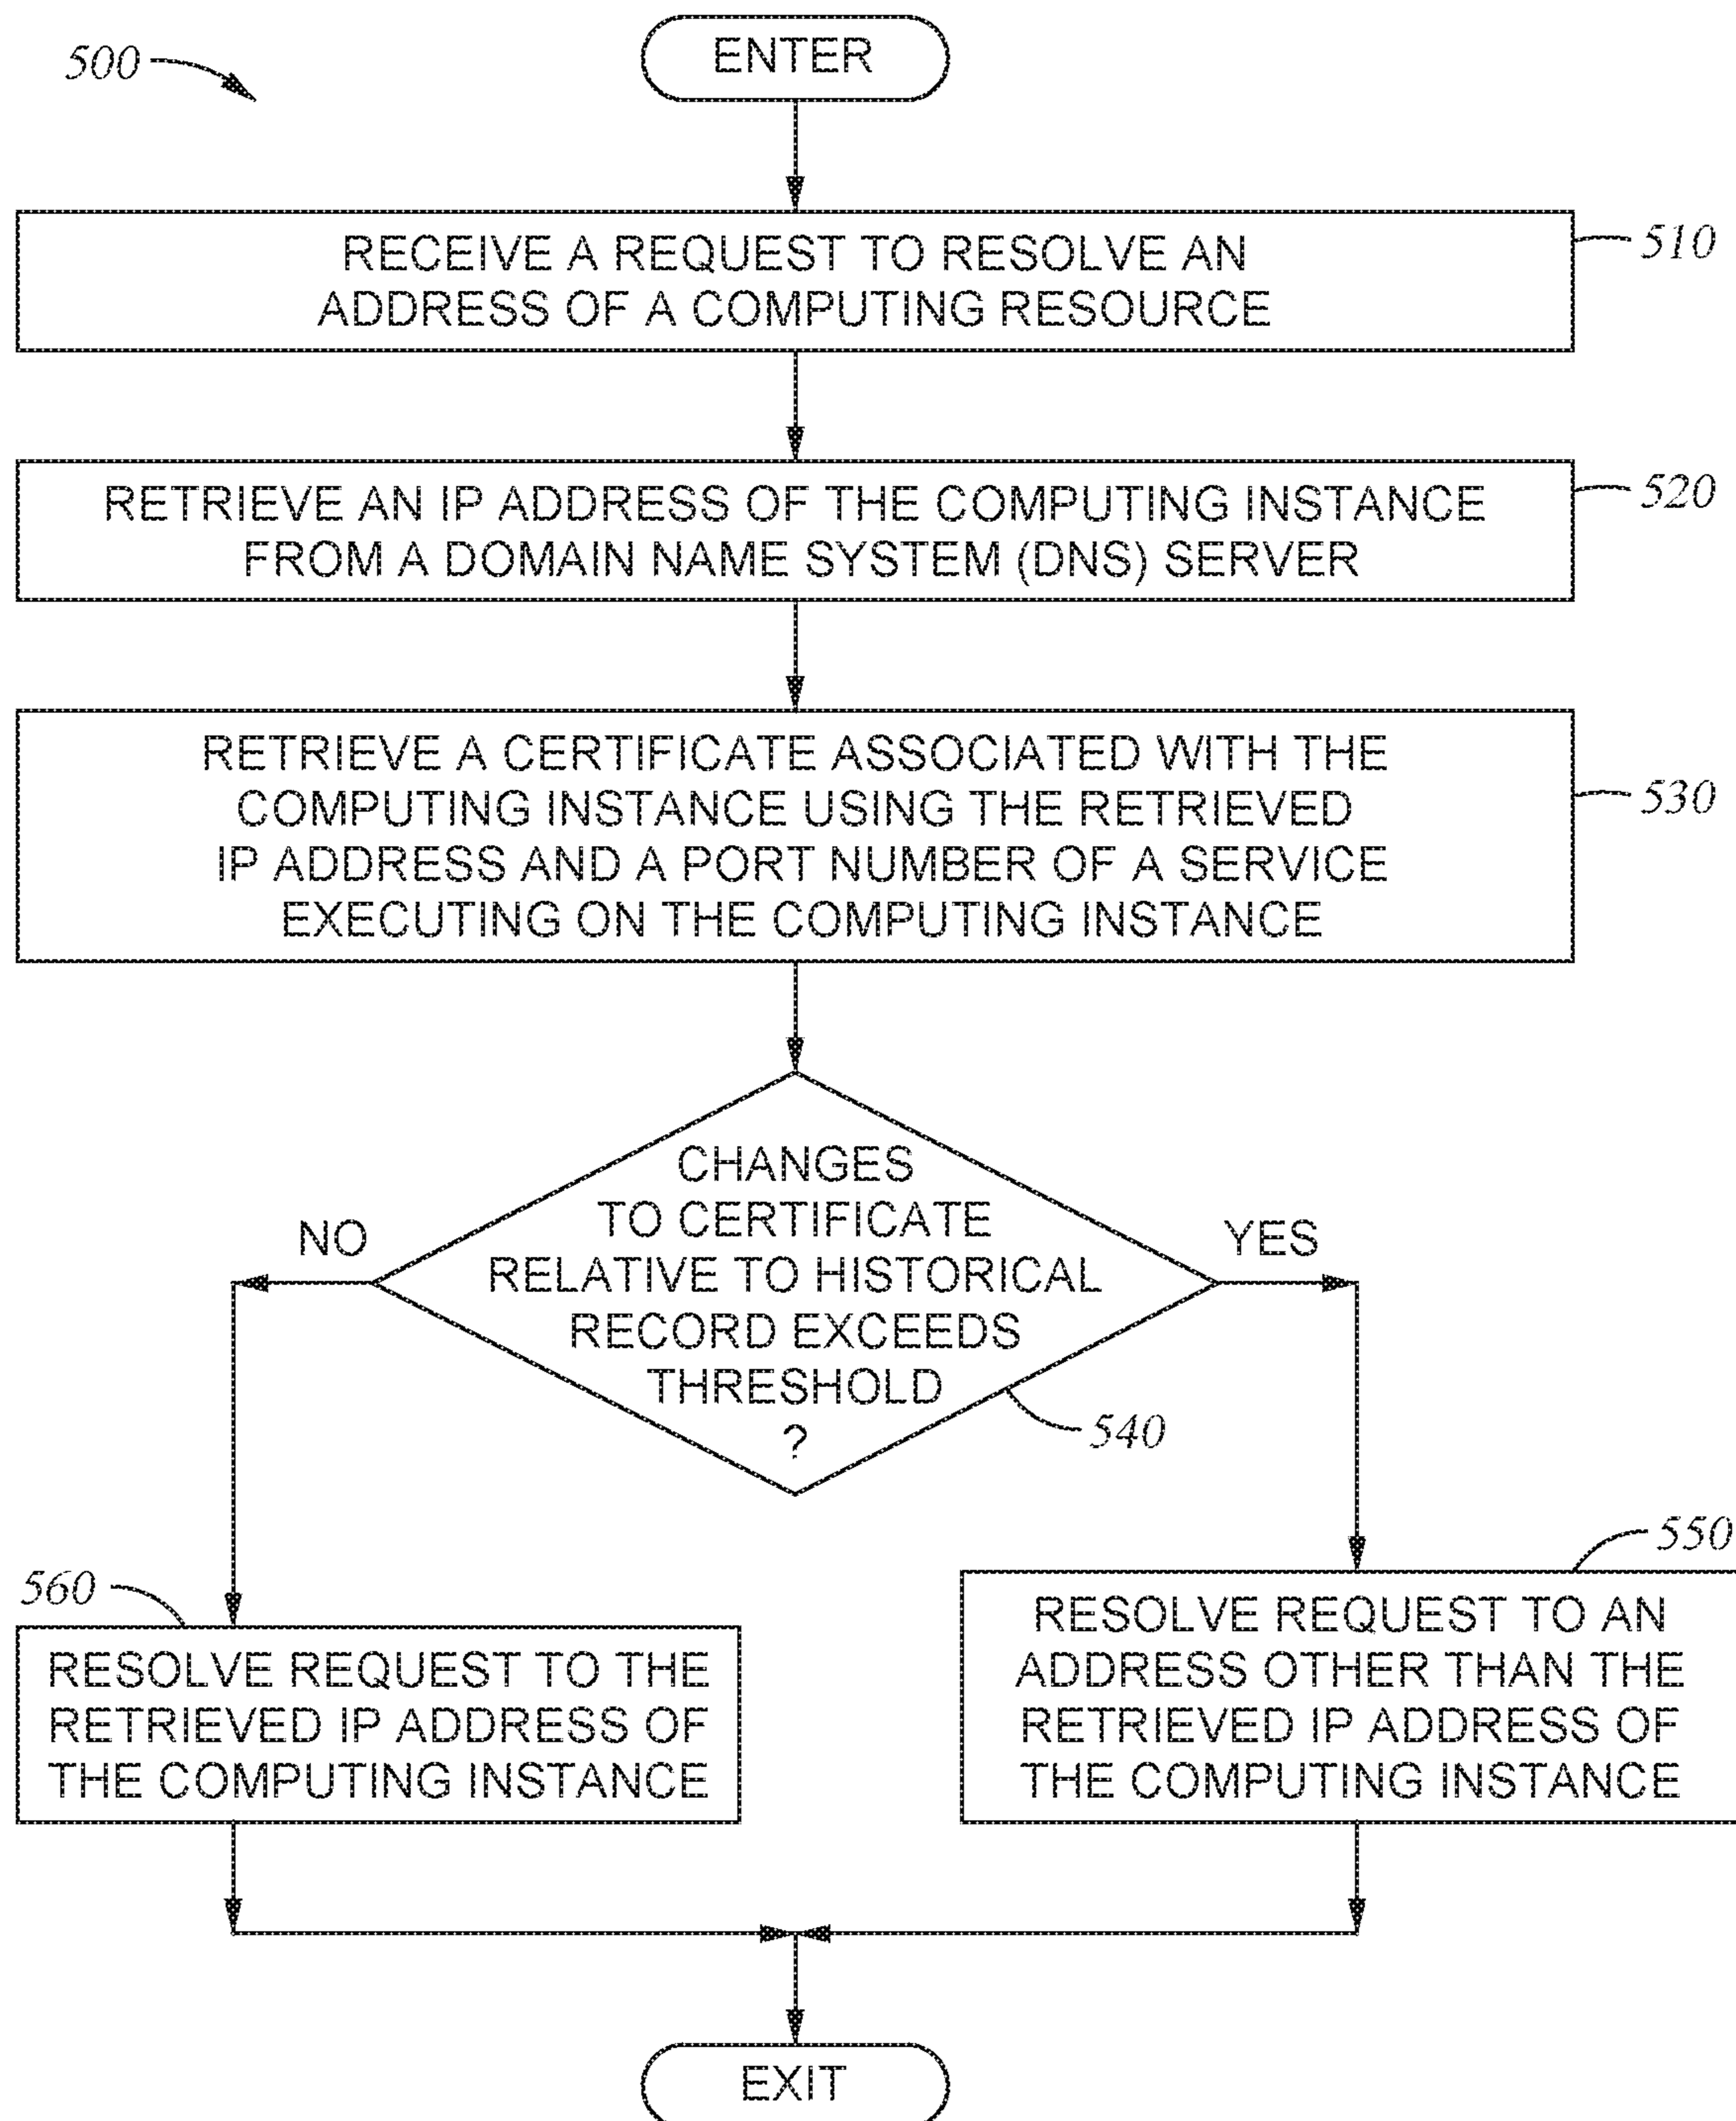 500
ENTER
RECEIVE A REQUEST TO RESOLVE AN
ADDRESS OF A COMPUTING RESOURCE
510
RETRIEVE AN IP ADDRESS OF THE COMPUTING INSTANCE
FROM A DOMAIN NAME SYSTEM (DNS) SERVER
520
RETRIEVE A CERTIFICATE ASSOCIATED WITH THE
COMPUTING INSTANCE USING THE RETRIEVED
IP ADDRESS AND A PORT NUMBER OF A SERVICE
EXECUTING ON THE COMPUTING INSTANCE
530
CHANGES
TO CERTIFICATE
RELATIVE TO HISTORICAL
RECORD EXCEEDS
THRESHOLD
?
NO
YES
540
560
RESOLVE REQUEST TO THE
RETRIEVED IP ADDRESS OF
THE COMPUTING INSTANCE
550
RESOLVE REQUEST TO AN
ADDRESS OTHER THAN THE
RETRIEVED IP ADDRESS OF
THE COMPUTING INSTANCE
EXIT